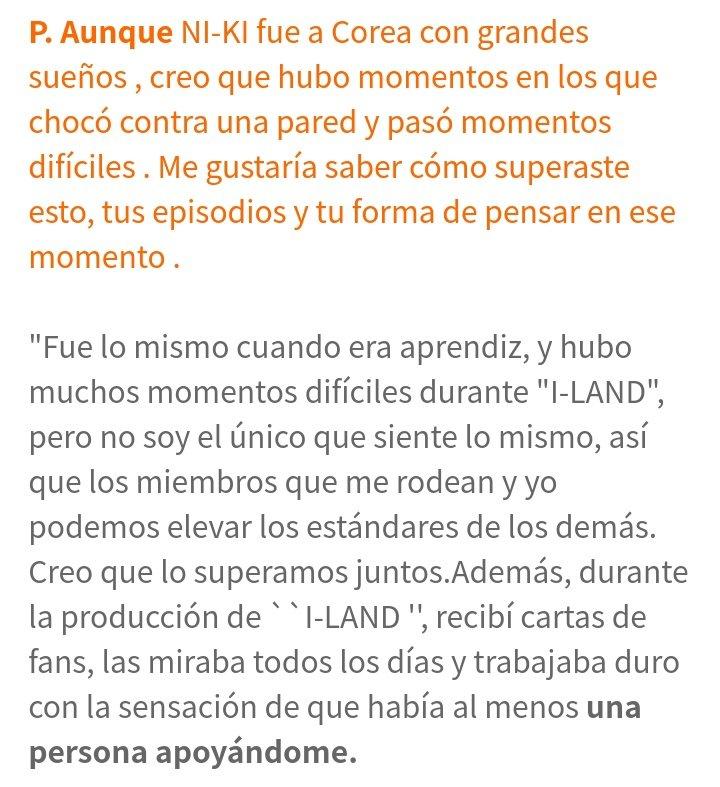 P. Aunque NI-KI fue a Corea con grandes
sueños , creo que hubo momentos en los que
chocó contra una pared y pasó momentos
difíciles . Me gustaría saber cómo superaste
esto, tus episodios y tu forma de pensar en ese
momento .
"Fue lo mismo cuando era aprendiz, y hubo
muchos momentos difíciles durante "I-LAND",
pero no soy el único que siente lo mismo, así
que los miembros que me rodean y yo
podemos elevar los estándares de los demás.
Creo que lo superamos juntos.Además, durante
la producción de ``I-LAND '', recibí cartas de
fans, las miraba todos los días y trabajaba duro
con la sensación de que había al menos una
persona apoyándome.